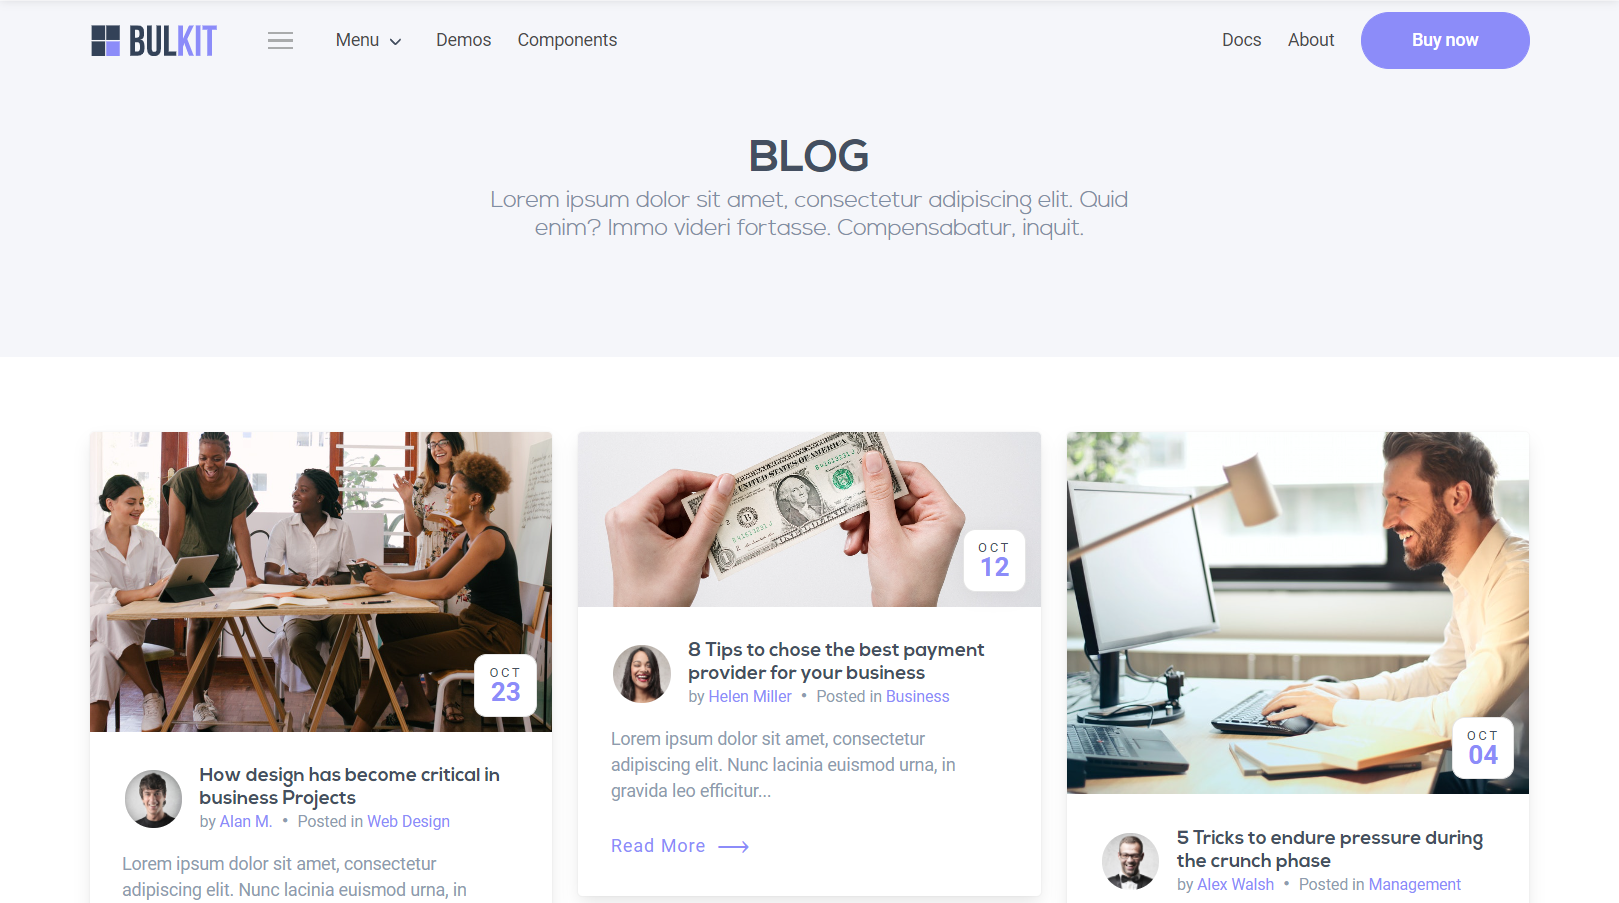 BULKIT
Menu
Demos
Components
Docs
About
Buy now
BLOG
Lorem ipsum dolor sit amet, consectetur adipiscing elit. Quid
enim? Immo videri fortasse. Compensabatur, inquit.
OCT
23
How design has become critical in
business Projects
by Alan M. • Posted in Web Design
Lorem ipsum dolor sit amet, consectetur
adipiscing elit. Nunc lacinia euismod urna, in
UNITED STATES OF AMERICA
OCT
12
8 Tips to chose the best payment
provider for your business
by Helen Miller • Posted in Business
Lorem ipsum dolor sit amet, consectetur
adipiscing elit. Nunc lacinia euismod urna, in
gravida leo efficitur...
Read More
OCT
04
5 Tricks to endure pressure during
the crunch phase
by Alex Walsh • Posted in Management